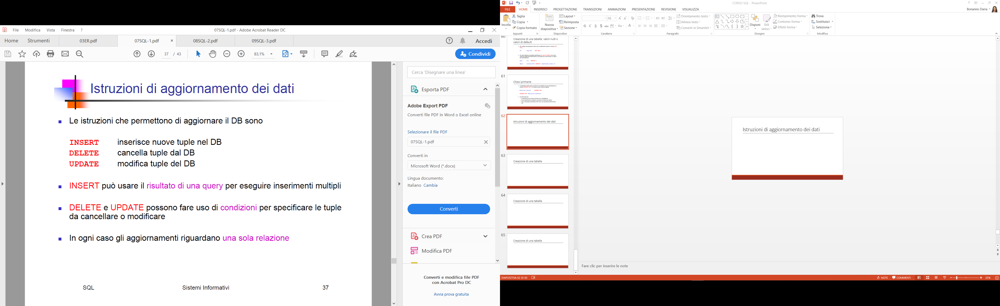 File Modifica Vista Finestra ?
07SQL-1.pdf - Adobe Acrobat Reader DC
Home Strumenti 03ER.pdf 07SQL-1.pdf × 08SQL-2.pdf 09SQL-3.pdf Accedi
37 / 43 83,1% Condividi
Istruzioni di aggiornamento dei dati
Le istruzioni che permettono di aggiornare il DB sono
INSERT inserisce nuove tuple nel DB
DELETE cancella tuple dal DB
UPDATE modifica tuple del DB
INSERT può usare il risultato di una query per eseguire inserimenti multipli
DELETE e UPDATE possono fare uso di condizioni per specificare le tuple
da cancellare o modificare
In ogni caso gli aggiornamenti riguardano una sola relazione
SQL Sistemi Informativi 37
Cerca 'Disegnare una linea'
Esporta PDF
Adobe Export PDF
Converti file PDF in Word o Excel online
Selezionare il file PDF
07SQL-1.pdf
Converti in
Microsoft Word (*.docx)
Lingua documento:
Italiano Cambia
Converti
Crea PDF
Modifica PDF
Converti e modifica file PDF
con Acrobat Pro DC
Avvia prova gratuita
CORSO SQL - PowerPoint
FILE HOME INSERISCI PROGETTAZIONE TRANSIZIONI ANIMAZIONI PRESENTAZIONE REVISIONE VISUALIZZA
Bonanno Daria
Incolla
Taglia
Copia
Copia formato
Appunti
Nuova
diapositiva
Layout
Reimposta
Sezione
Diapositive
48
G C S S abc AV Aa A
Carattere
Orientamento testo
Allinea testo
Converti in SmartArt
Paragrafo
Disponi
Stili
veloci
Riempimento forma
Contorno forma
Effetti forma
Disegno
Trova
Sostituisci
Seleziona
Modifica
60
Creazione di una tabella: valori nulli o
valori di default
61
Chiavi primarie
62
Istruzioni di aggiornamento dei dati
63
Creazione di una tabella
64
Creazione di una tabella
65
Creazione di una tabella
Istruzioni di aggiornamento dei dati
Fare clic per inserire le note
DIAPOSITIVA 62 DI 65
NOTE COMMENTI 33%